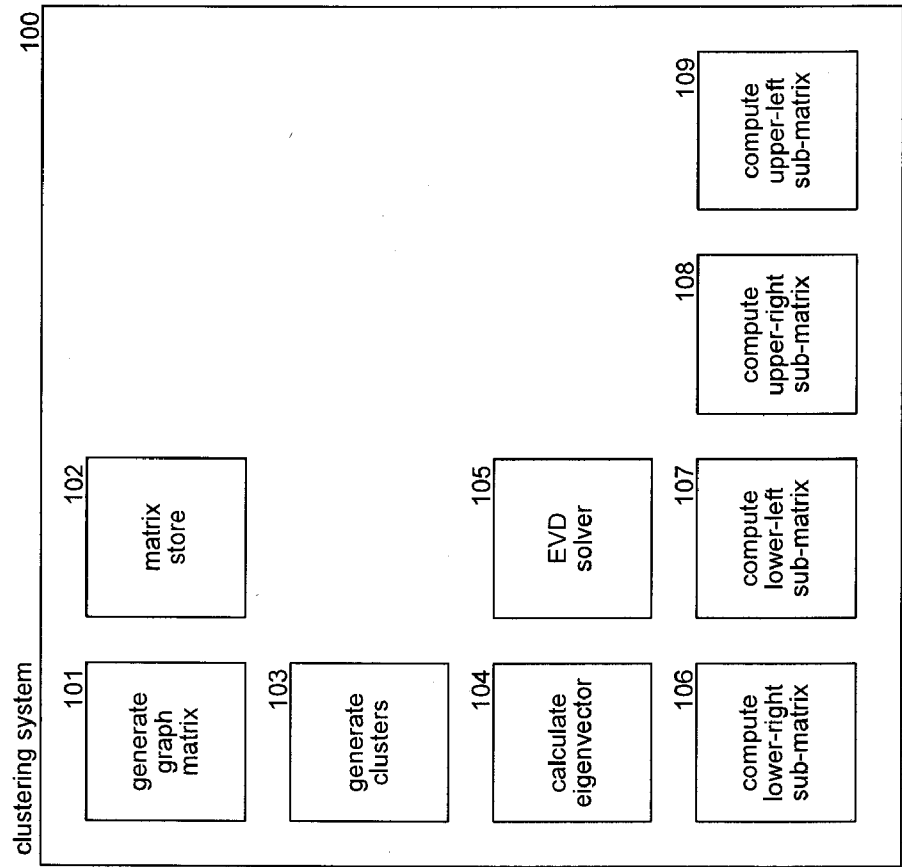 clustering system
100
101
generate
graph
matrix
102
matrix
store
103
generate
clusters
104
calculate
eigenvector
105
EVD
solver
106
compute
lower-right
sub-matrix
107
compute
lower-left
sub-matrix
108
compute
upper-right
sub-matrix
109
compute
upper-left
sub-matrix